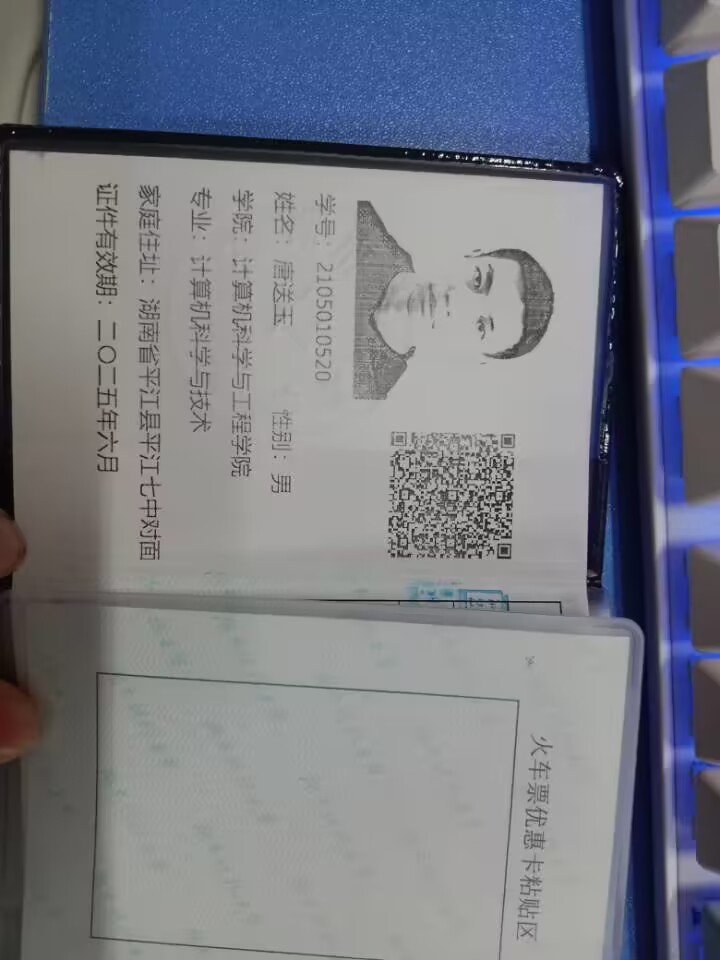 学号：2105010520
姓名：唐送玉 性别：男
学院：计算机科学与工程学院
专业：计算机科学与技术
家庭住址：湖南省平江县平江七中对面
证件有效期：二〇二五年六月
火车票优惠卡粘贴区